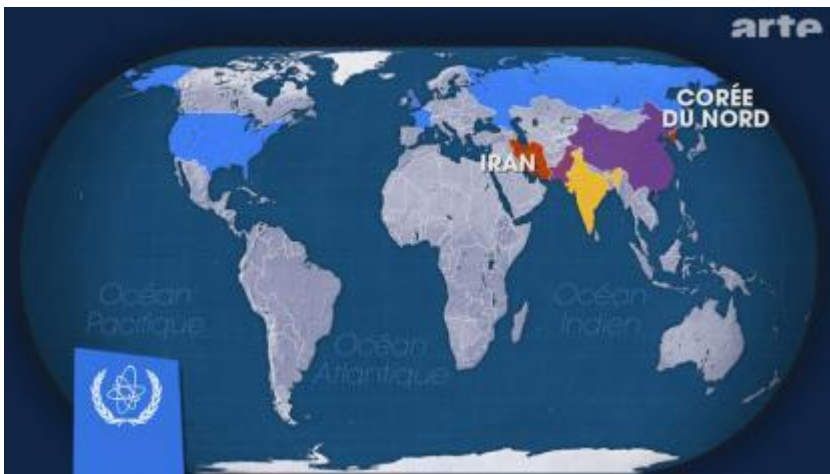 arte
CORÉE
DU NORD
IRAN
Océan
Pacifique
Océan
Indien
Océan
Atlantique